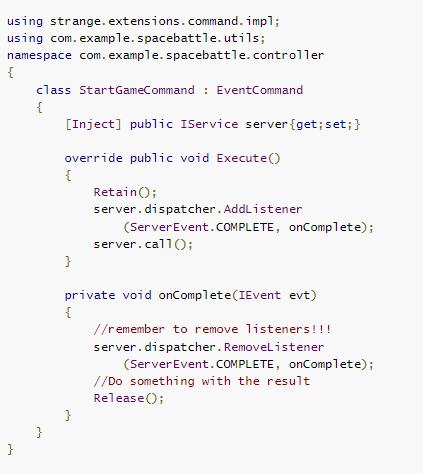 using strange.extensions.command.impl;
using com.example.spacebattle.utils;
namespace com.example.spacebattle.controller
{
    class StartGameCommand : EventCommand
    {
        [Inject] public IService server{get;set;}

        override public void Execute()
        {
            Retain();
            server.dispatcher.AddListener
                (ServerEvent.COMPLETE, onComplete);
            server.call();
        }

        private void onComplete(IEvent evt)
        {
            //remember to remove listeners!!!
            server.dispatcher.RemoveListener
                (ServerEvent.COMPLETE, onComplete);
            //Do something with the result
            Release();
        }
    }
}